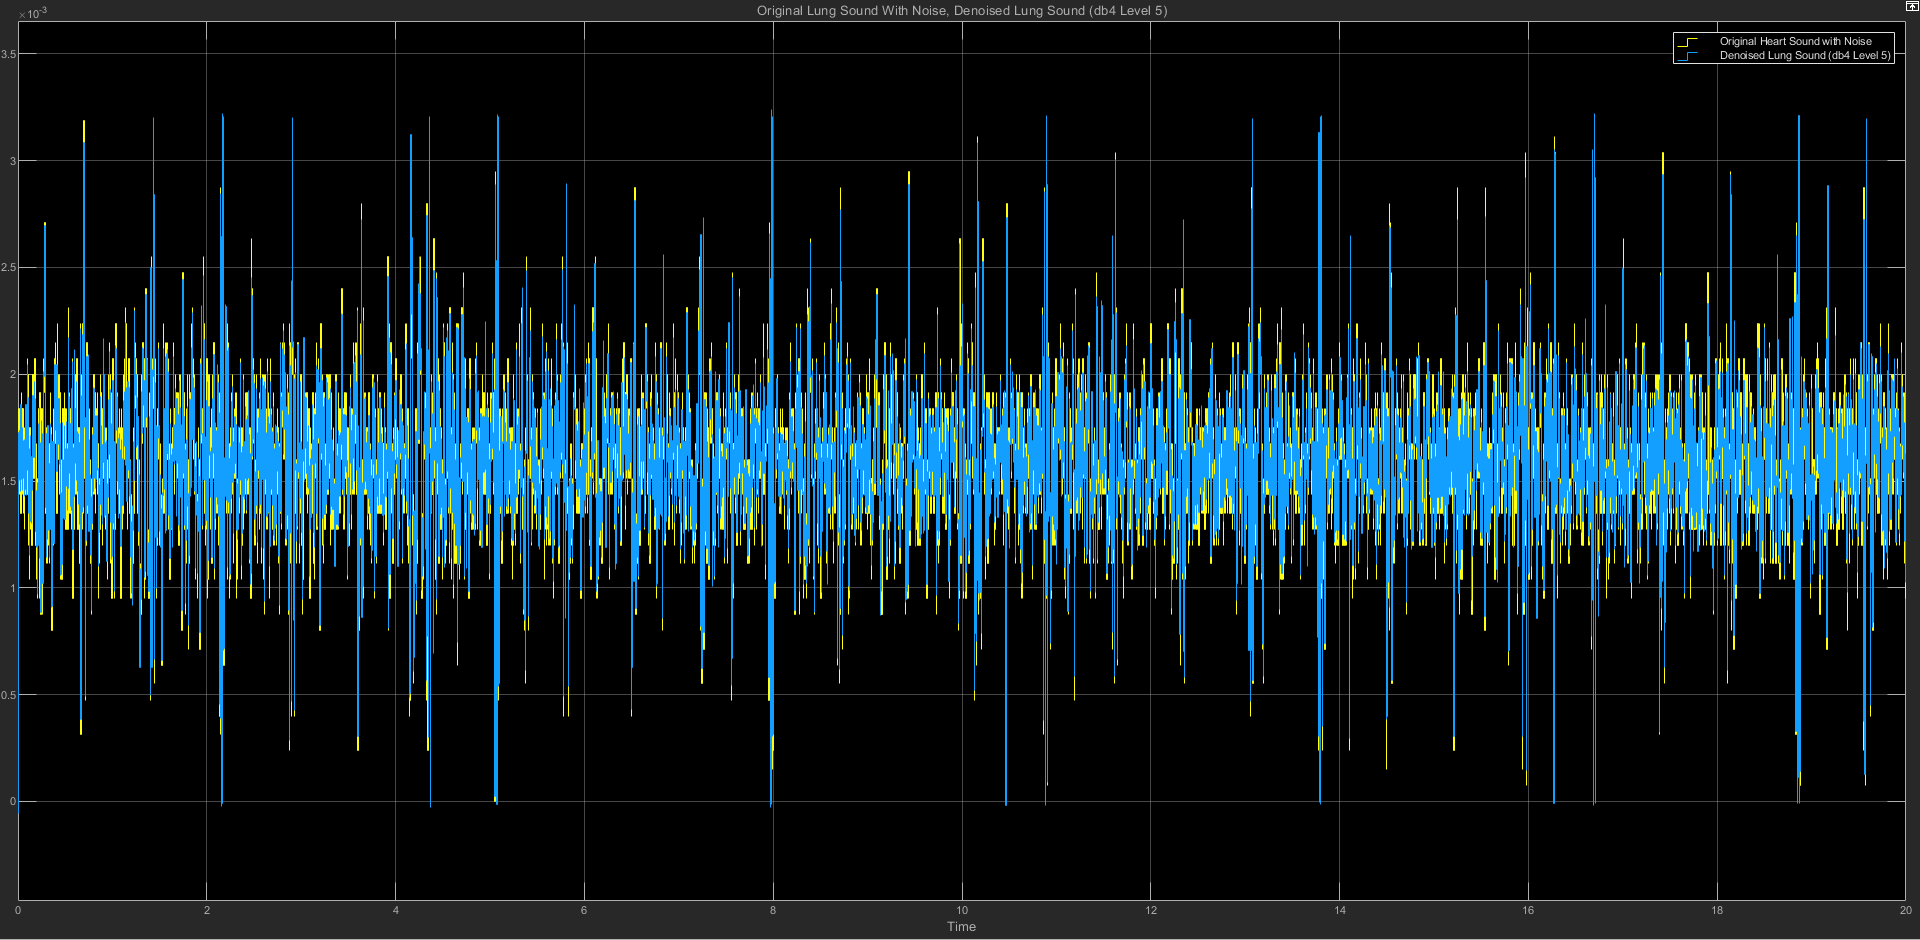 Original Lung Sound With Noise, Denoised Lung Sound (db4 Level 5)
×10⁻³
Original Heart Sound with Noise
Denoised Lung Sound (db4 Level 5)
3.5
3
2.5
2
1.5
1
0.5
0
0 2 4 6 8 10 12 14 16 18 20
Time